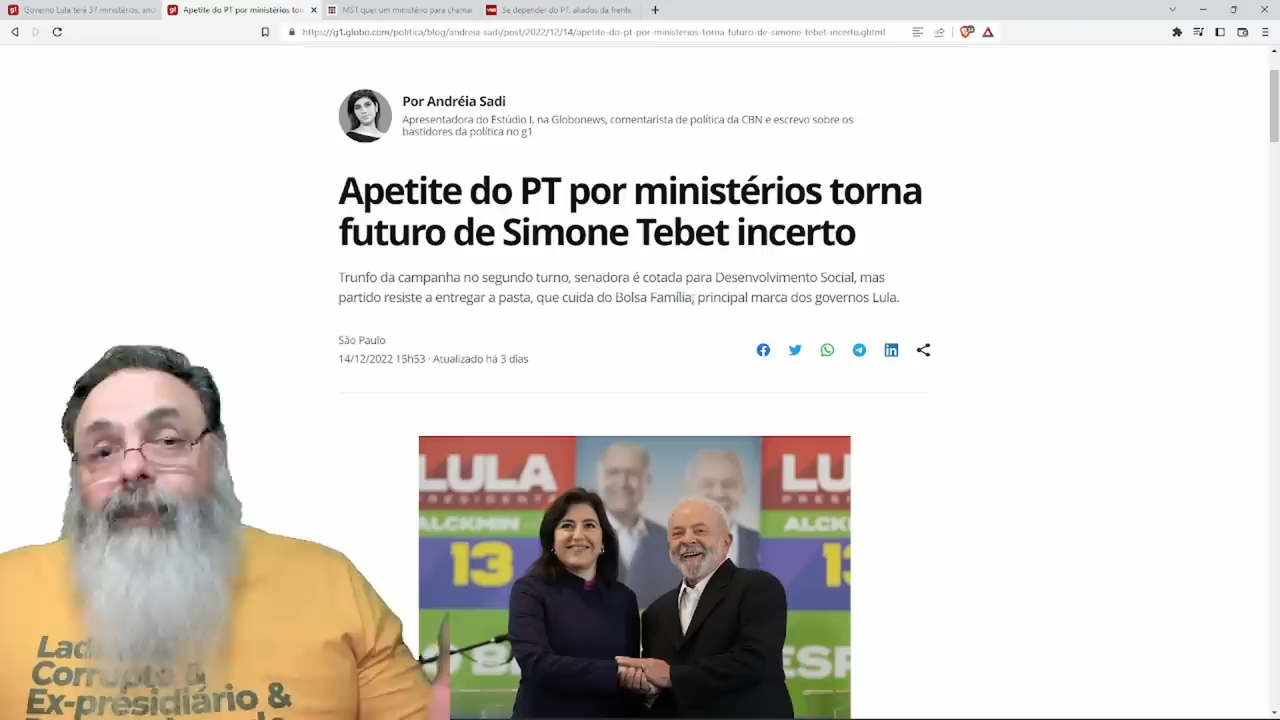 Governo Lula terá 37 ministérios, anu
Apetite do PT por ministérios tor
MST quer um ministério para chamar
Se depender do PT, aliados da frente
https://g1.globo.com/politica/blog/andreia-sadi/post/2022/12/14/apetite-do-pt-por-ministerios-torna-futuro-de-simone-tebet-incerto.ghtml
Por Andréia Sadi
Apresentadora do Estúdio I, na Globonews, comentarista de política da CBN e escrevo sobre os
bastidores da política no g1
Apetite do PT por ministérios torna
futuro de Simone Tebet incerto
Trunfo da campanha no segundo turno, senadora é cotada para Desenvolvimento Social, mas
partido resiste a entregar a pasta, que cuida do Bolsa Família; principal marca dos governos Lula.
São Paulo
14/12/2022 15h53 · Atualizado há 3 dias
LULA
PRESIDENTE
ALCKMIN
13
LU
PRES
ALCK
13
ESP
Corrupto &
Ex-presidiário &